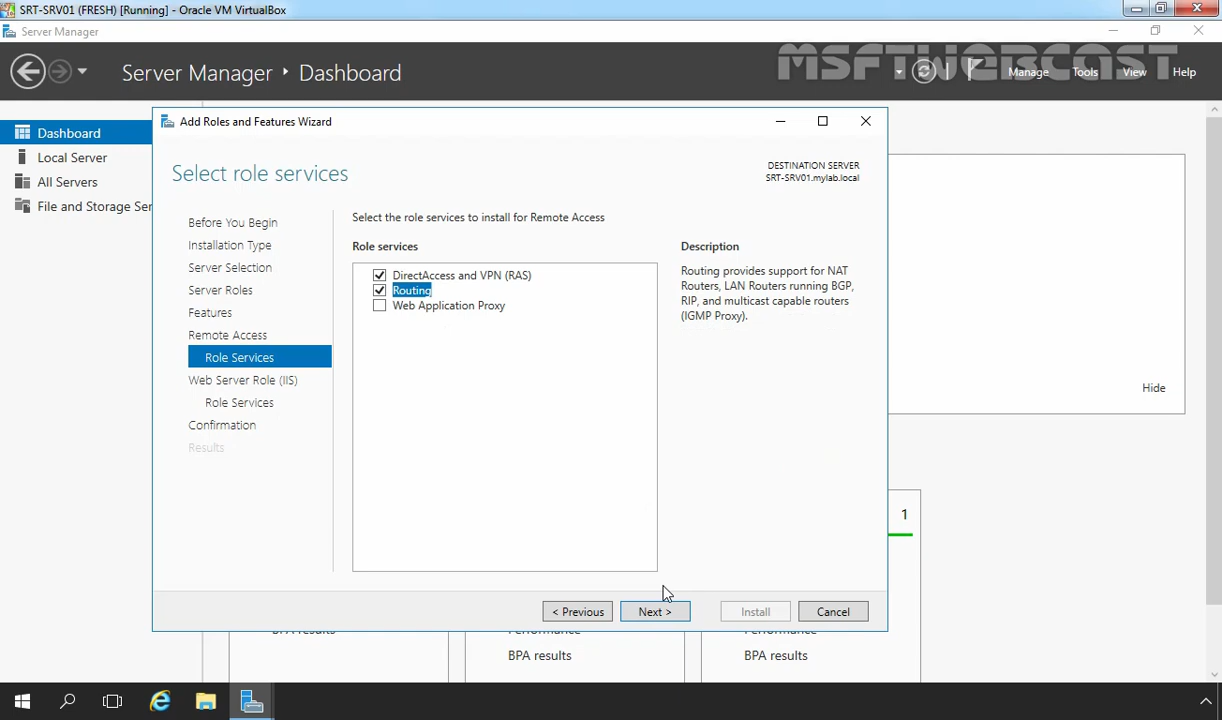 SRT-SRV01 (FRESH) [Running] - Oracle VM VirtualBox
Server Manager
Server Manager Dashboard
MSFTWEBCAST
Manage Tools View Help
Dashboard
Local Server
All Servers
File and Storage Ser
Add Roles and Features Wizard
Select role services
DESTINATION SERVER
SRT-SRV01.mylab.local
Before You Begin
Installation Type
Server Selection
Server Roles
Features
Remote Access
Role Services
Web Server Role (IIS)
Role Services
Confirmation
Results
Select the role services to install for Remote Access
Role services
DirectAccess and VPN (RAS)
Routing
Web Application Proxy
Description
Routing provides support for NAT
Routers, LAN Routers running BGP,
RIP, and multicast capable routers
(IGMP Proxy).
< Previous
Next >
Install
Cancel
Hide
1
BPA results
Performance
BPA results
Performance
BPA results